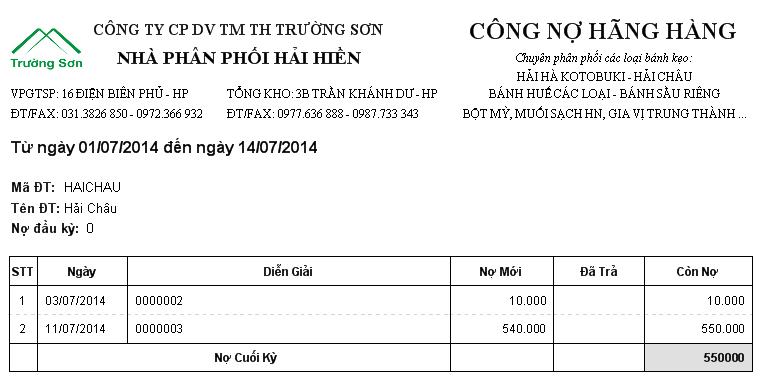 CÔNG TY CP DV TM TH TRƯỜNG SƠN
NHÀ PHÂN PHỐI HẢI HIỀN
Trường Sơn
VPGTSP: 16 ĐIỆN BIÊN PHỦ - HP
TỔNG KHO: 3B TRẦN KHÁNH DƯ - HP
ĐT/FAX: 031.3826 850 - 0972.366 932
ĐT/FAX: 0977.636 888 - 0987.733 343
CÔNG NỢ HÃNG HÀNG
Chuyên phân phối các loại bánh kẹo:
HẢI HÀ KOTOBUKI - HẢI CHÂU
BÁNH HUẾ CÁC LOẠI - BÁNH SẦU RIÊNG
BỘT MỲ, MUỐI SẠCH HN, GIA VỊ TRUNG THÀNH ...
Từ ngày 01/07/2014 đến ngày 14/07/2014
Mã ĐT: HAICHAU
Tên ĐT: Hải Châu
Nợ đầu kỳ: 0
STT Ngày Diễn Giải Nợ Mới Đã Trả Còn Nợ
1 03/07/2014 0000002 10.000 10.000
2 11/07/2014 0000003 540.000 550.000
Nợ Cuối Kỳ 550000